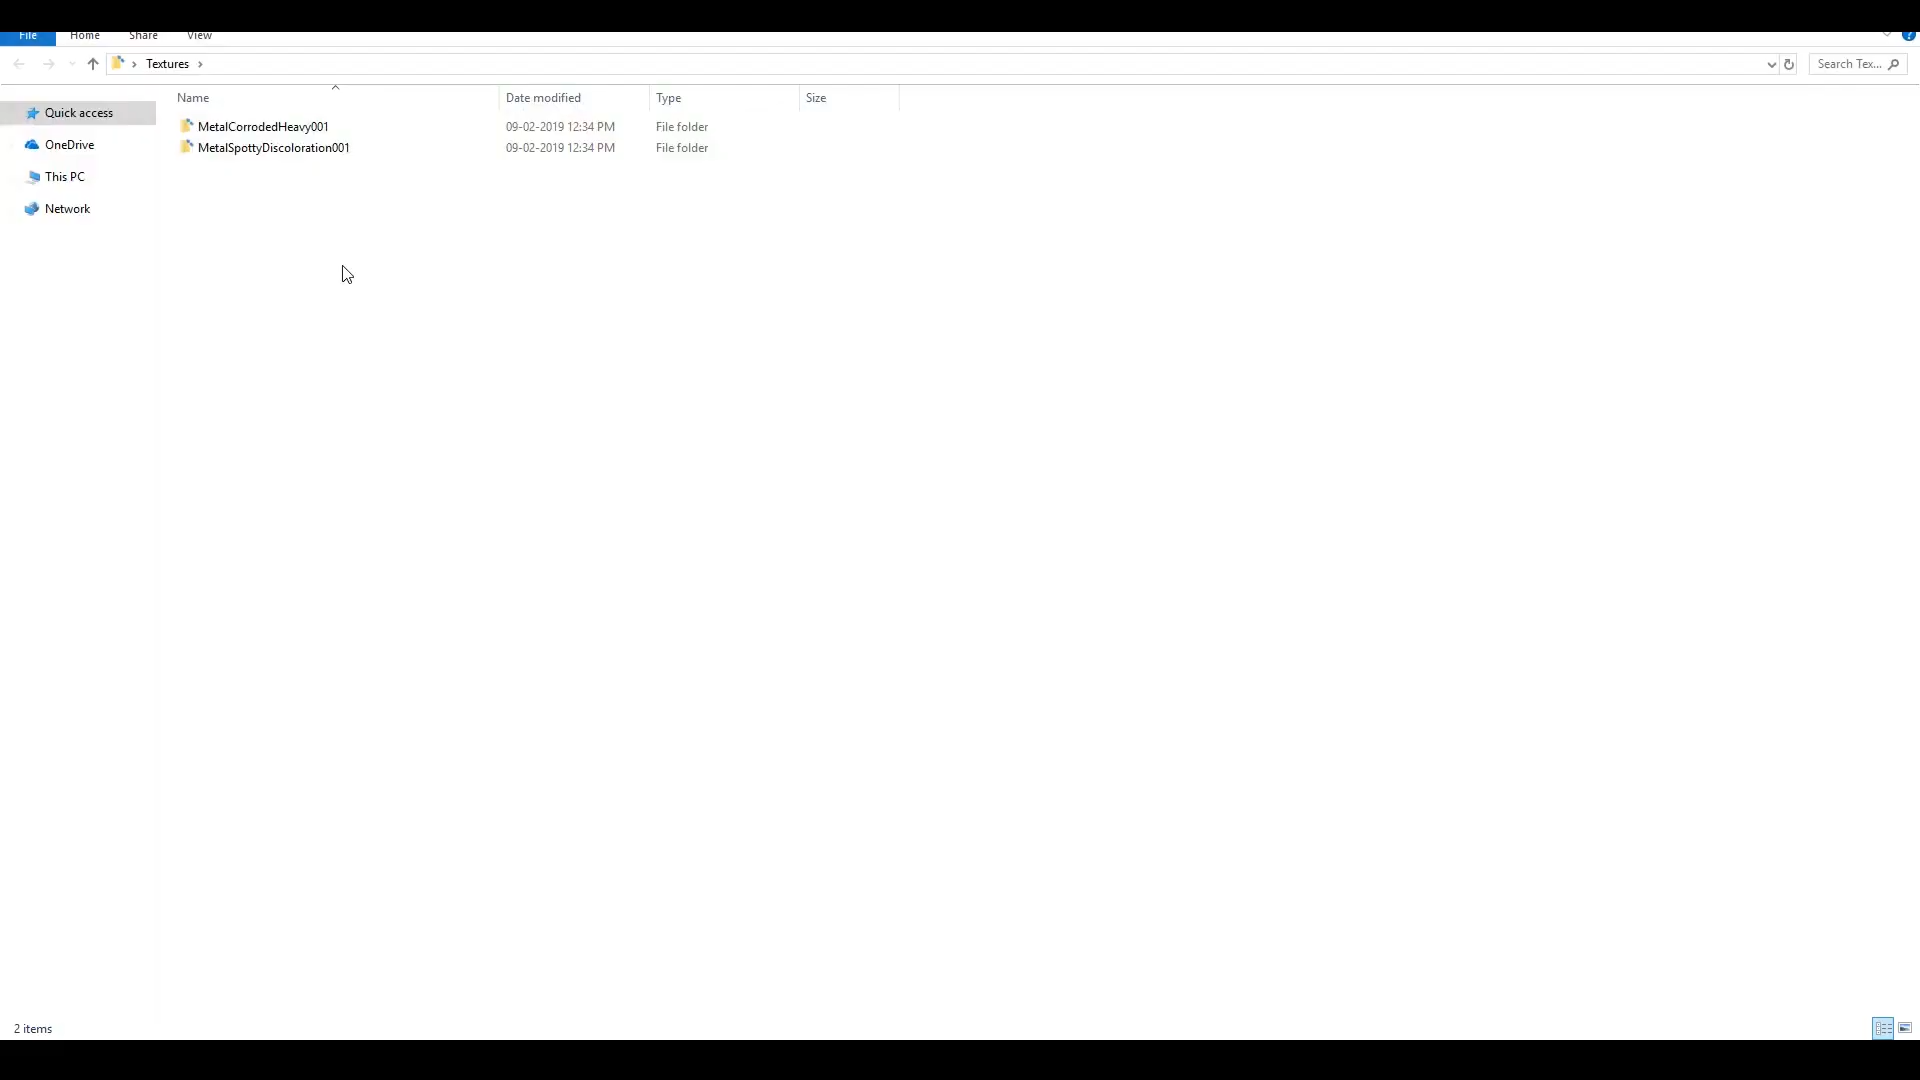 File Home Share View
Textures Search Tex...
Name Date modified Type Size
Quick access
MetalCorrodedHeavy001 09-02-2019 12:34 PM File folder
OneDrive
MetalSpottyDiscoloration001 09-02-2019 12:34 PM File folder
This PC
Network
2 items